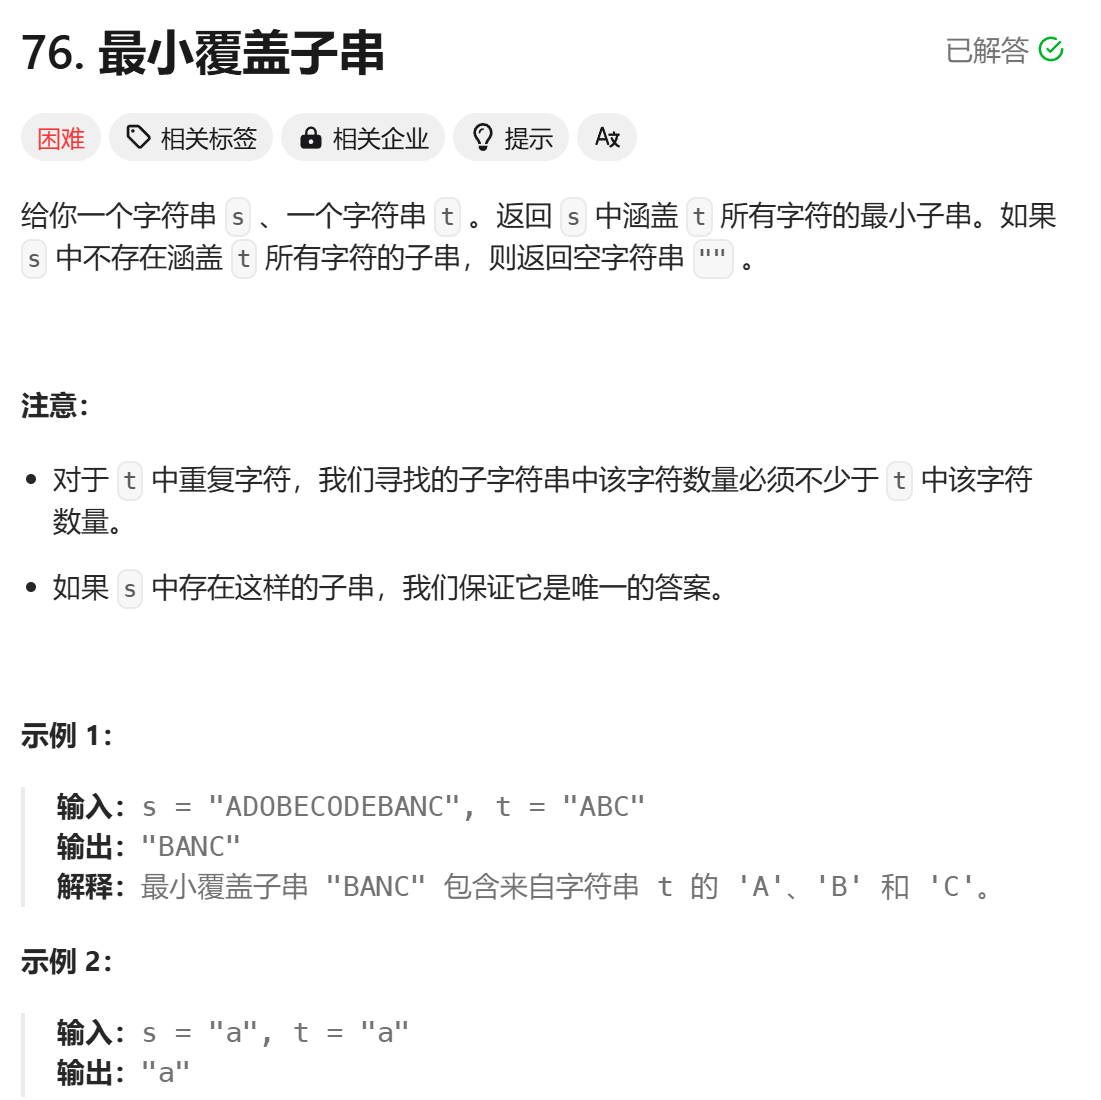 76. 最小覆盖子串
已解答
困难 相关标签 相关企业 提示
给你一个字符串 s 、一个字符串 t 。返回 s 中涵盖 t 所有字符的最小子串。如果
s 中不存在涵盖 t 所有字符的子串，则返回空字符串 "" 。
注意：
对于 t 中重复字符，我们寻找的子字符串中该字符数量必须不少于 t 中该字符
数量。
如果 s 中存在这样的子串，我们保证它是唯一的答案。
示例 1：
输入：s = "ADOBECODEBANC", t = "ABC"
输出："BANC"
解释：最小覆盖子串 "BANC" 包含来自字符串 t 的 'A'、'B' 和 'C'。
示例 2：
输入：s = "a", t = "a"
输出："a"